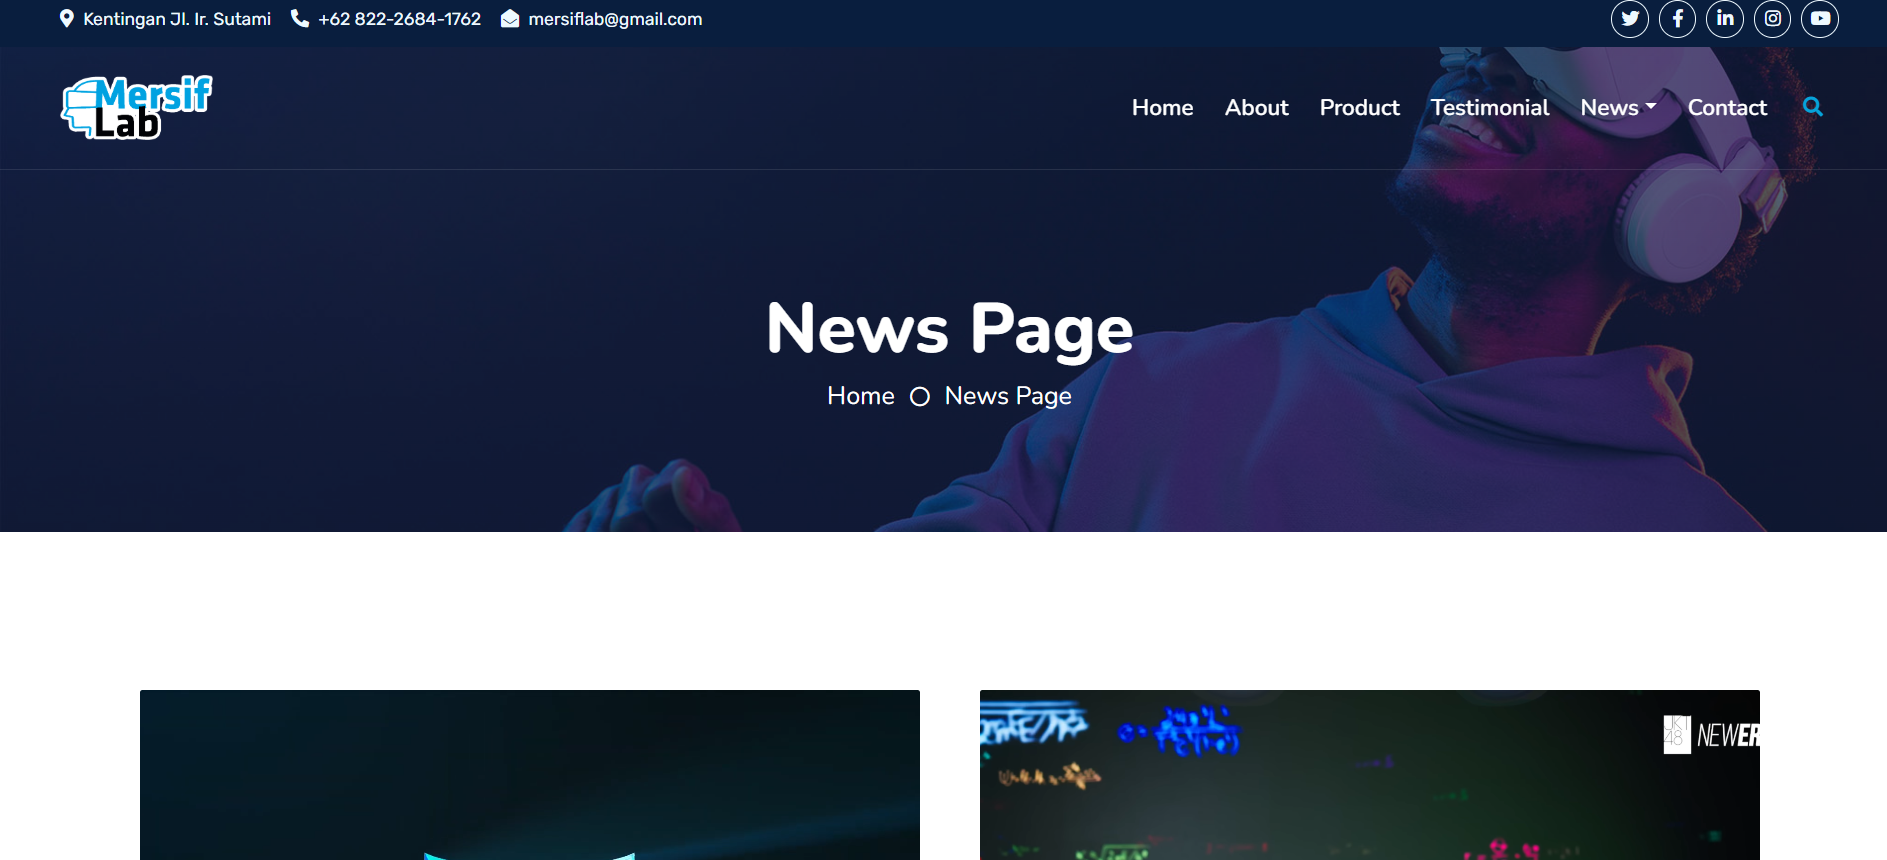 Kentingan Jl. Ir. Sutami +62 822-2684-1762 mersiflab@gmail.com
Mersif
Lab
Home About Product Testimonial News Contact
News Page
Home News Page
JKT
48 NEWER